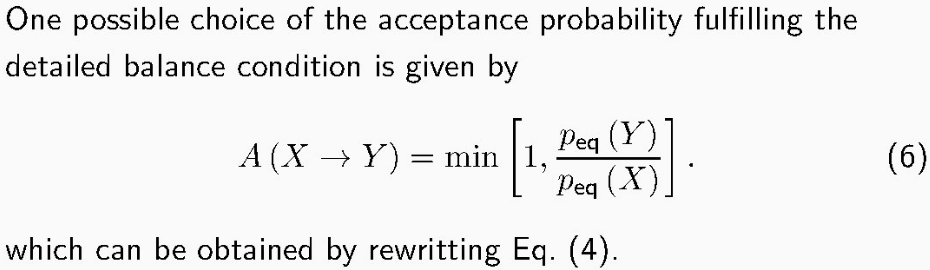 One possible choice of the acceptance probability fulfilling the
detailed balance condition is given by
A (X → Y) = min [1, p_eq (Y) / p_eq (X)] . (6)
which can be obtained by rewritting Eq. (4).